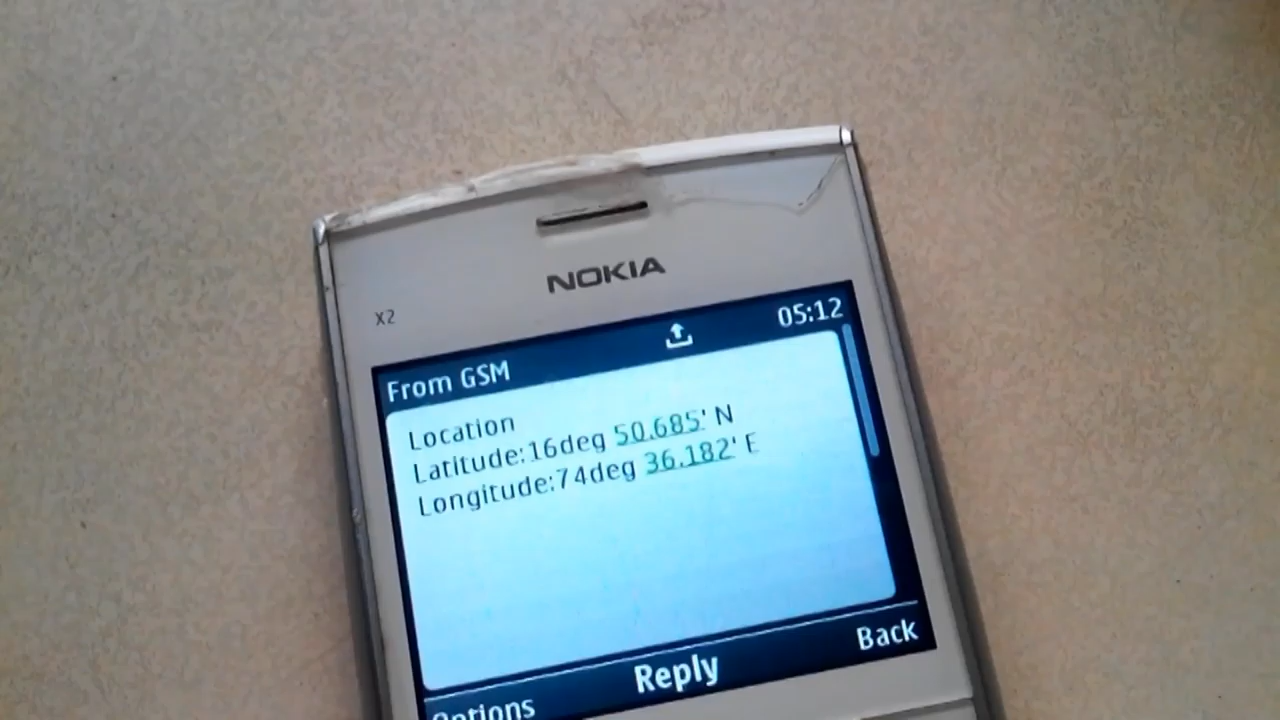 NOKIA
X2
05:12
From GSM
Location
Latitude:16deg 50.685' N
Longitude:74deg 36.182' E
Options Reply Back